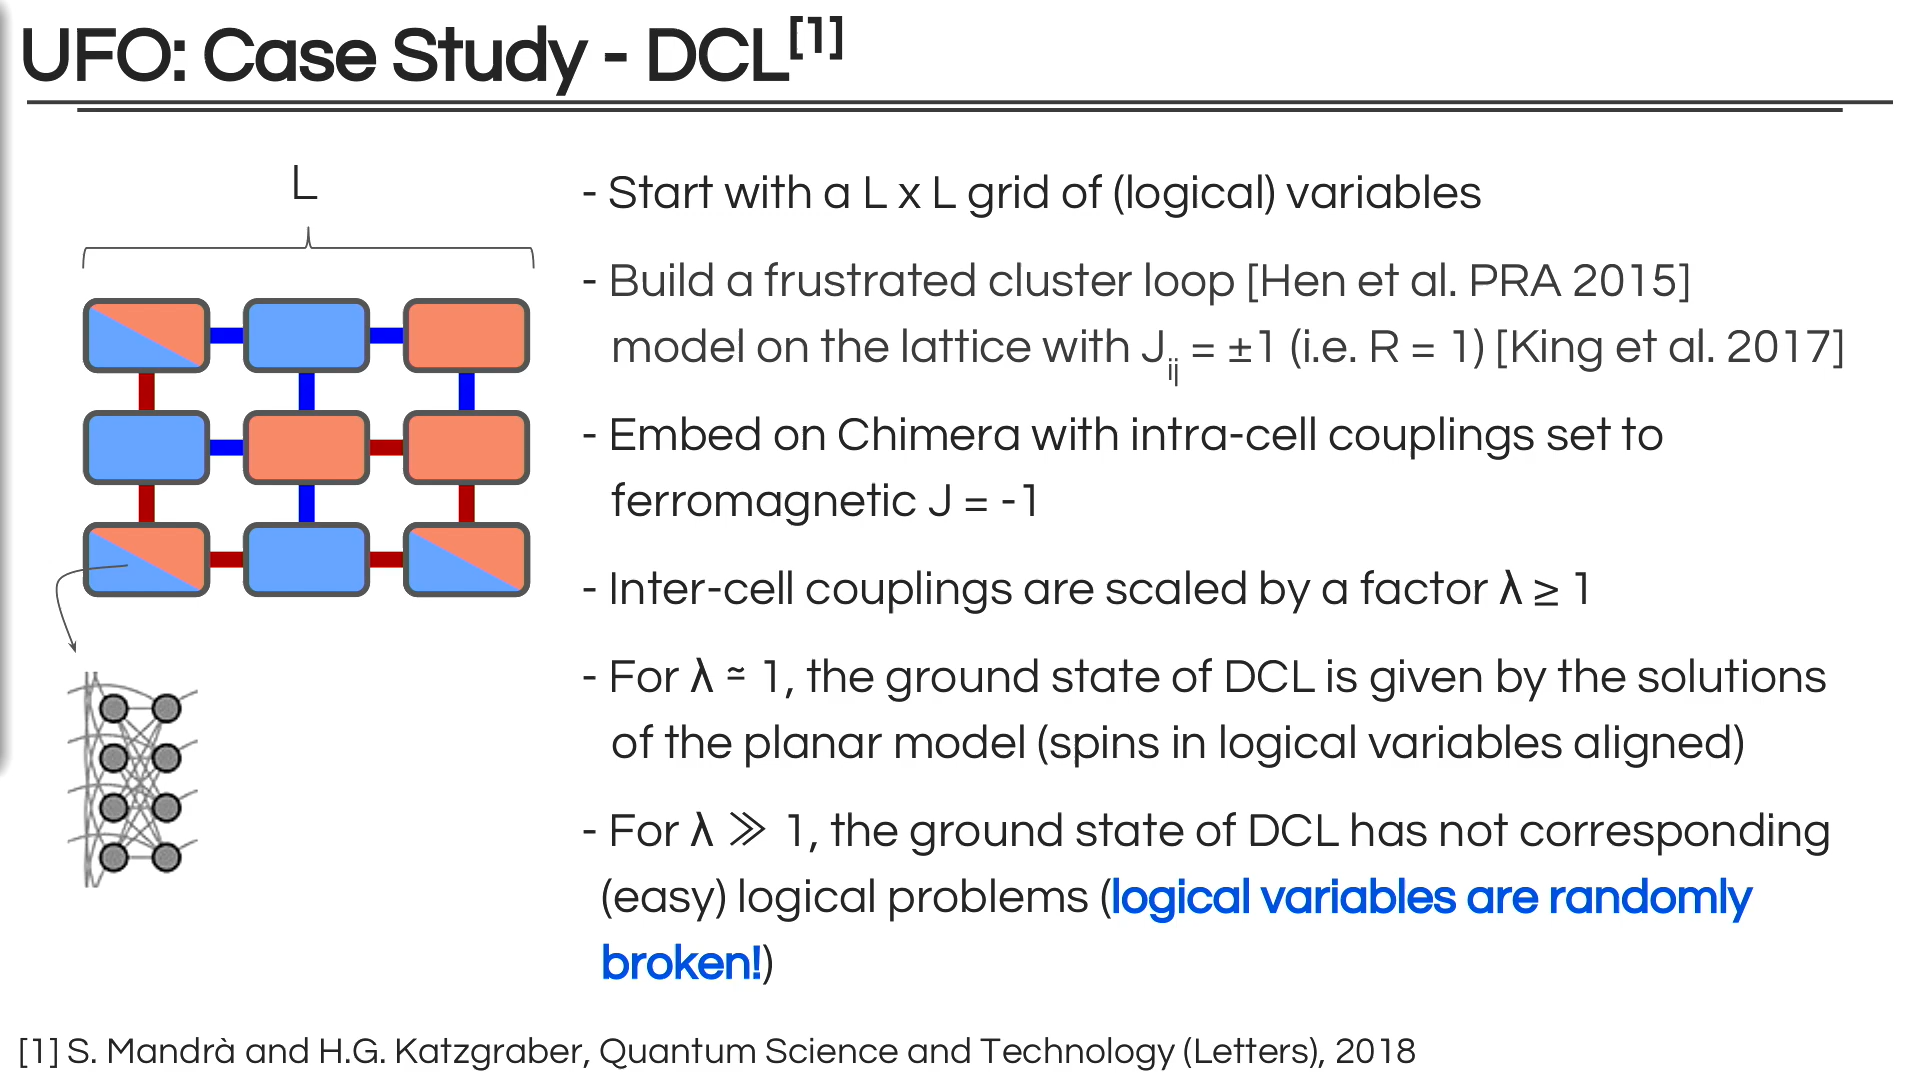 UFO: Case Study - DCL[1]
L
- Start with a L x L grid of (logical) variables
- Build a frustrated cluster loop [Hen et al. PRA 2015]
model on the lattice with Jij = ±1 (i.e. R = 1) [King et al. 2017]
- Embed on Chimera with intra-cell couplings set to
ferromagnetic J = -1
- Inter-cell couplings are scaled by a factor λ ≥ 1
- For λ ≃ 1, the ground state of DCL is given by the solutions
of the planar model (spins in logical variables aligned)
- For λ ≫ 1, the ground state of DCL has not corresponding
(easy) logical problems (logical variables are randomly
broken!)
[1] S. Mandrà and H.G. Katzgraber, Quantum Science and Technology (Letters), 2018